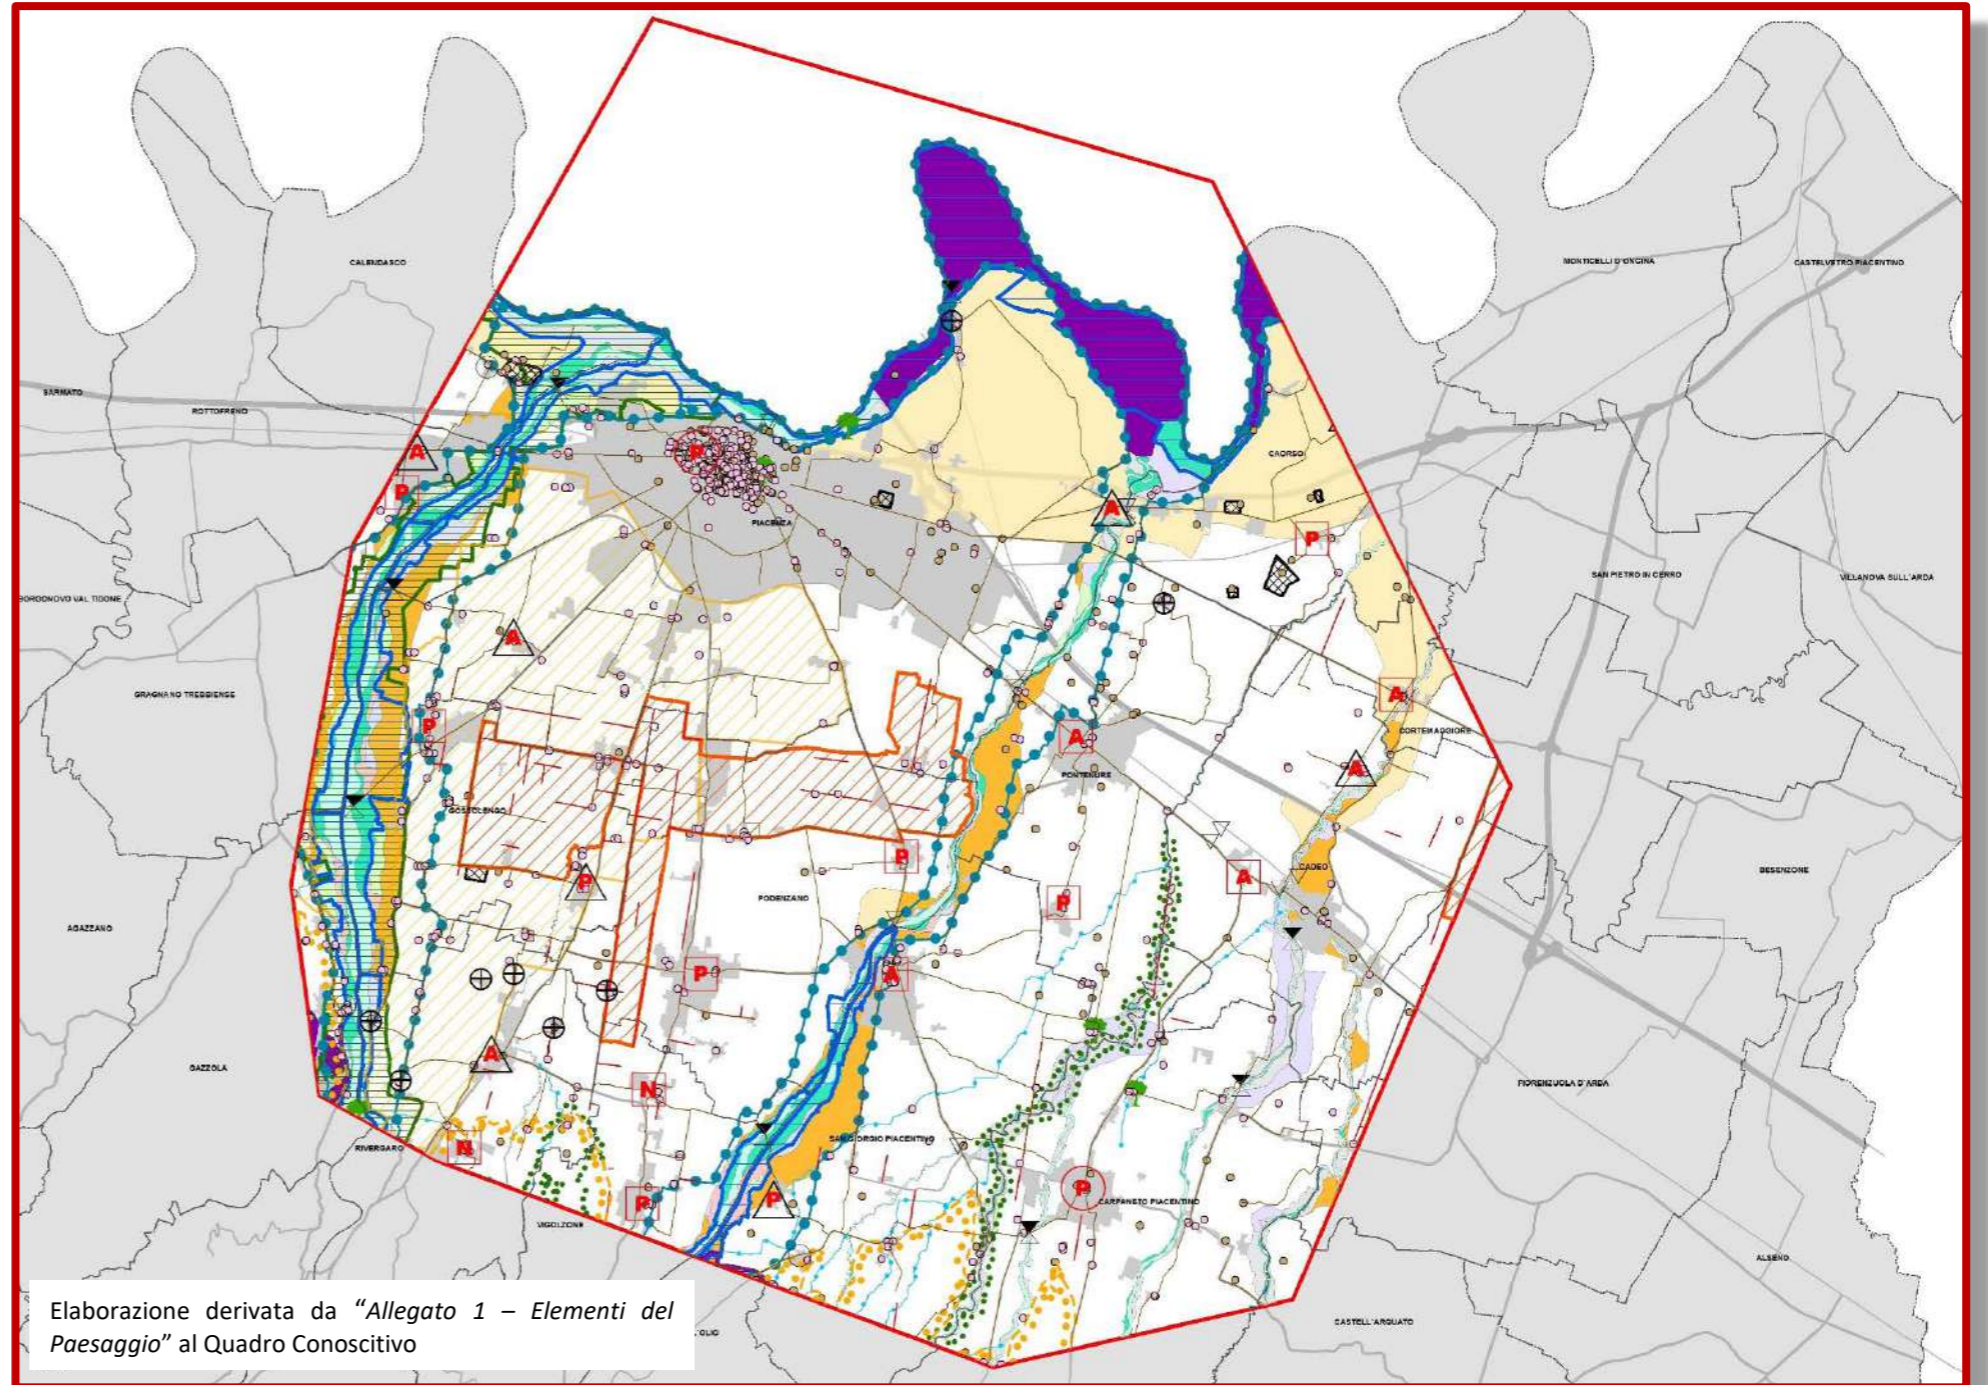 CALENDASCO
MONTICELLI D'ONGINA
CASTELVETRO PIACENTINO
SARMATO
ROTTOFRENO
A
P
CAORSO
P
PIACENZA
A
P
SAN PIETRO IN CERRO
VILLANOVA SULL'ARDA
BORGONOVO VAL TIDONE
A
GRAGNANO TREBBIENSE
A
P
A
CORTEMAGGIORE
A
PONTENURE
GOSSOLENGO
P
CADEO
BESENZONE
P
A
PODENZANO
P
AGAZZANO
P
A
A
GAZZOLA
N
FIORENZUOLA D'ARDA
SAN GIORGIO PIACENTINO
RIVERGARO
N
P
P
P
CARPANETO PIACENTINO
VIGOLZONE
ALSENO
CASTELL'ARQUATO
L'OLIO
Elaborazione derivata da “Allegato 1 – Elementi del
Paesaggio” al Quadro Conoscitivo